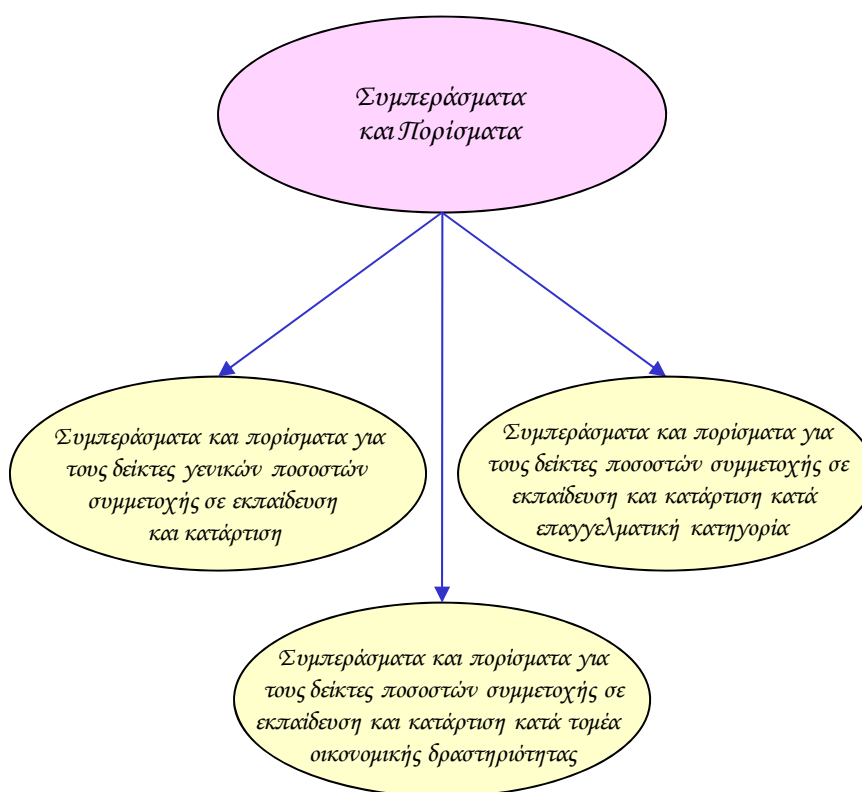 Συμπεράσματα
και Πορίσματα
Συμπεράσματα και πορίσματα για
τους δείκτες γενικών ποσοστών
συμμετοχής σε εκπαίδευση
και κατάρτιση
Συμπεράσματα και πορίσματα για
τους δείκτες ποσοστών συμμετοχής σε
εκπαίδευση και κατάρτιση κατά
επαγγελματική κατηγορία
Συμπεράσματα και πορίσματα για
τους δείκτες ποσοστών συμμετοχής σε
εκπαίδευση και κατάρτιση κατά τομέα
οικονομικής δραστηριότητας